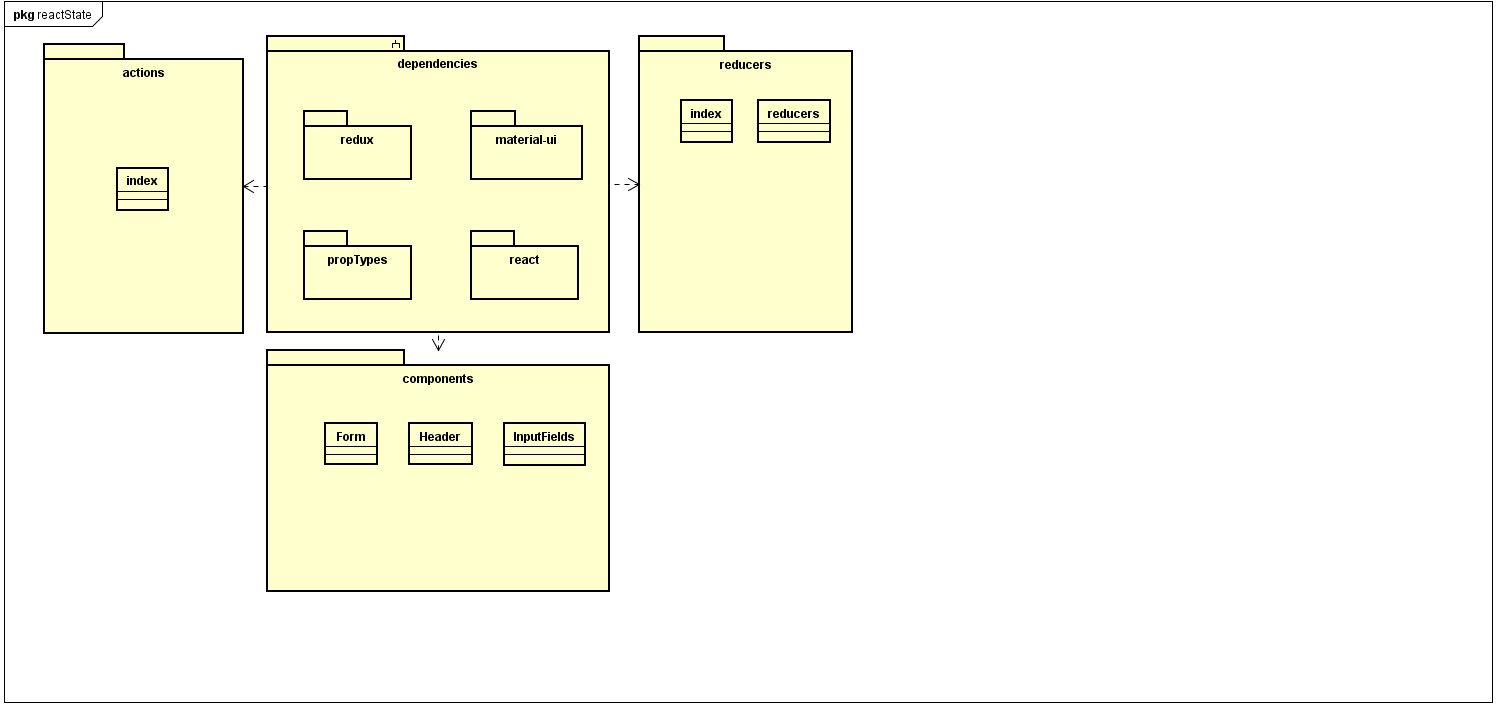 pkg reactState
actions
index
dependencies
redux
material-ui
propTypes
react
reducers
index
reducers
components
Form
Header
InputFields